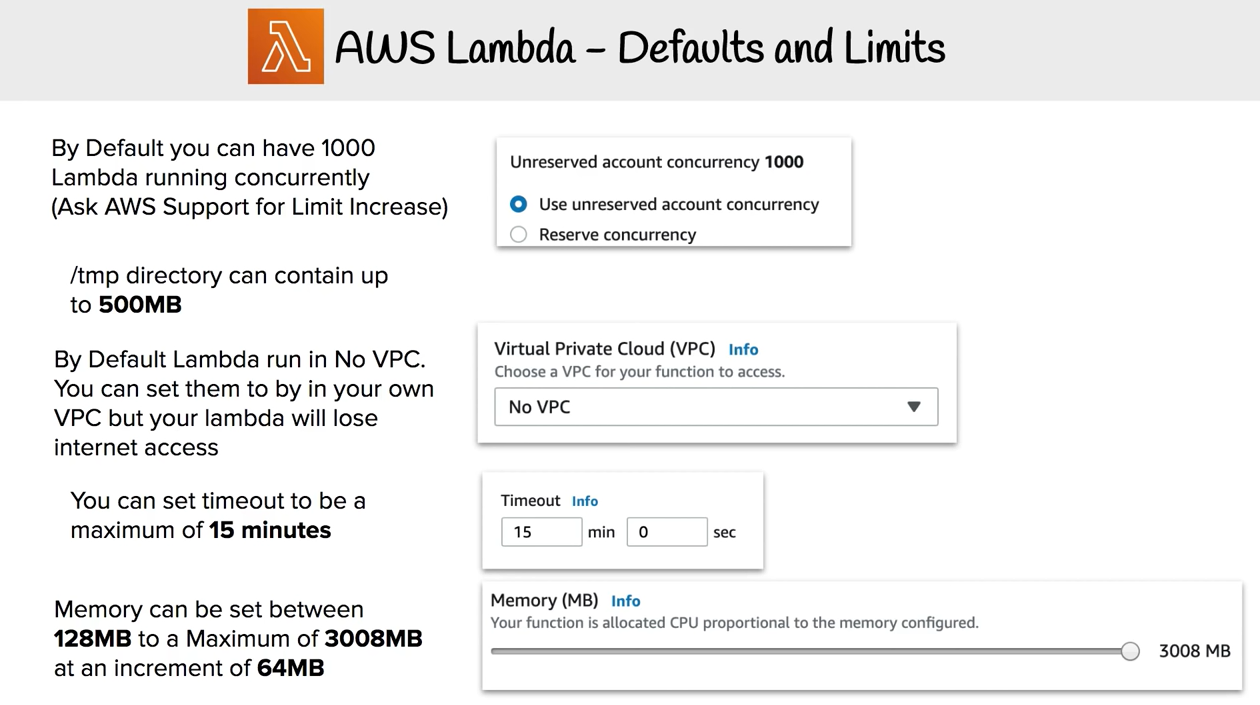 AWS Lambda – Defaults and Limits
By Default you can have 1000
Lambda running concurrently
(Ask AWS Support for Limit Increase)
Unreserved account concurrency 1000
Use unreserved account concurrency
Reserve concurrency
/tmp directory can contain up
to 500MB
By Default Lambda run in No VPC.
You can set them to by in your own
VPC but your lambda will lose
internet access
Virtual Private Cloud (VPC) Info
Choose a VPC for your function to access.
No VPC
You can set timeout to be a
maximum of 15 minutes
Timeout Info
15 min 0 sec
Memory can be set between
128MB to a Maximum of 3008MB
at an increment of 64MB
Memory (MB) Info
Your function is allocated CPU proportional to the memory configured.
3008 MB